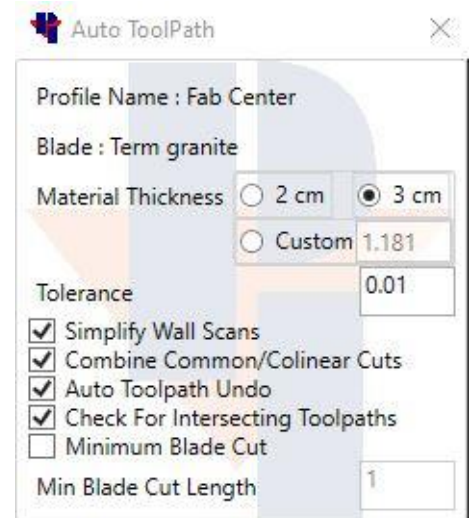 Auto ToolPath
Profile Name : Fab Center
Blade : Term granite
Material Thickness 2 cm 3 cm
Custom 1.181
Tolerance 0.01
Simplify Wall Scans
Combine Common/Colinear Cuts
Auto Toolpath Undo
Check For Intersecting Toolpaths
Minimum Blade Cut
Min Blade Cut Length 1